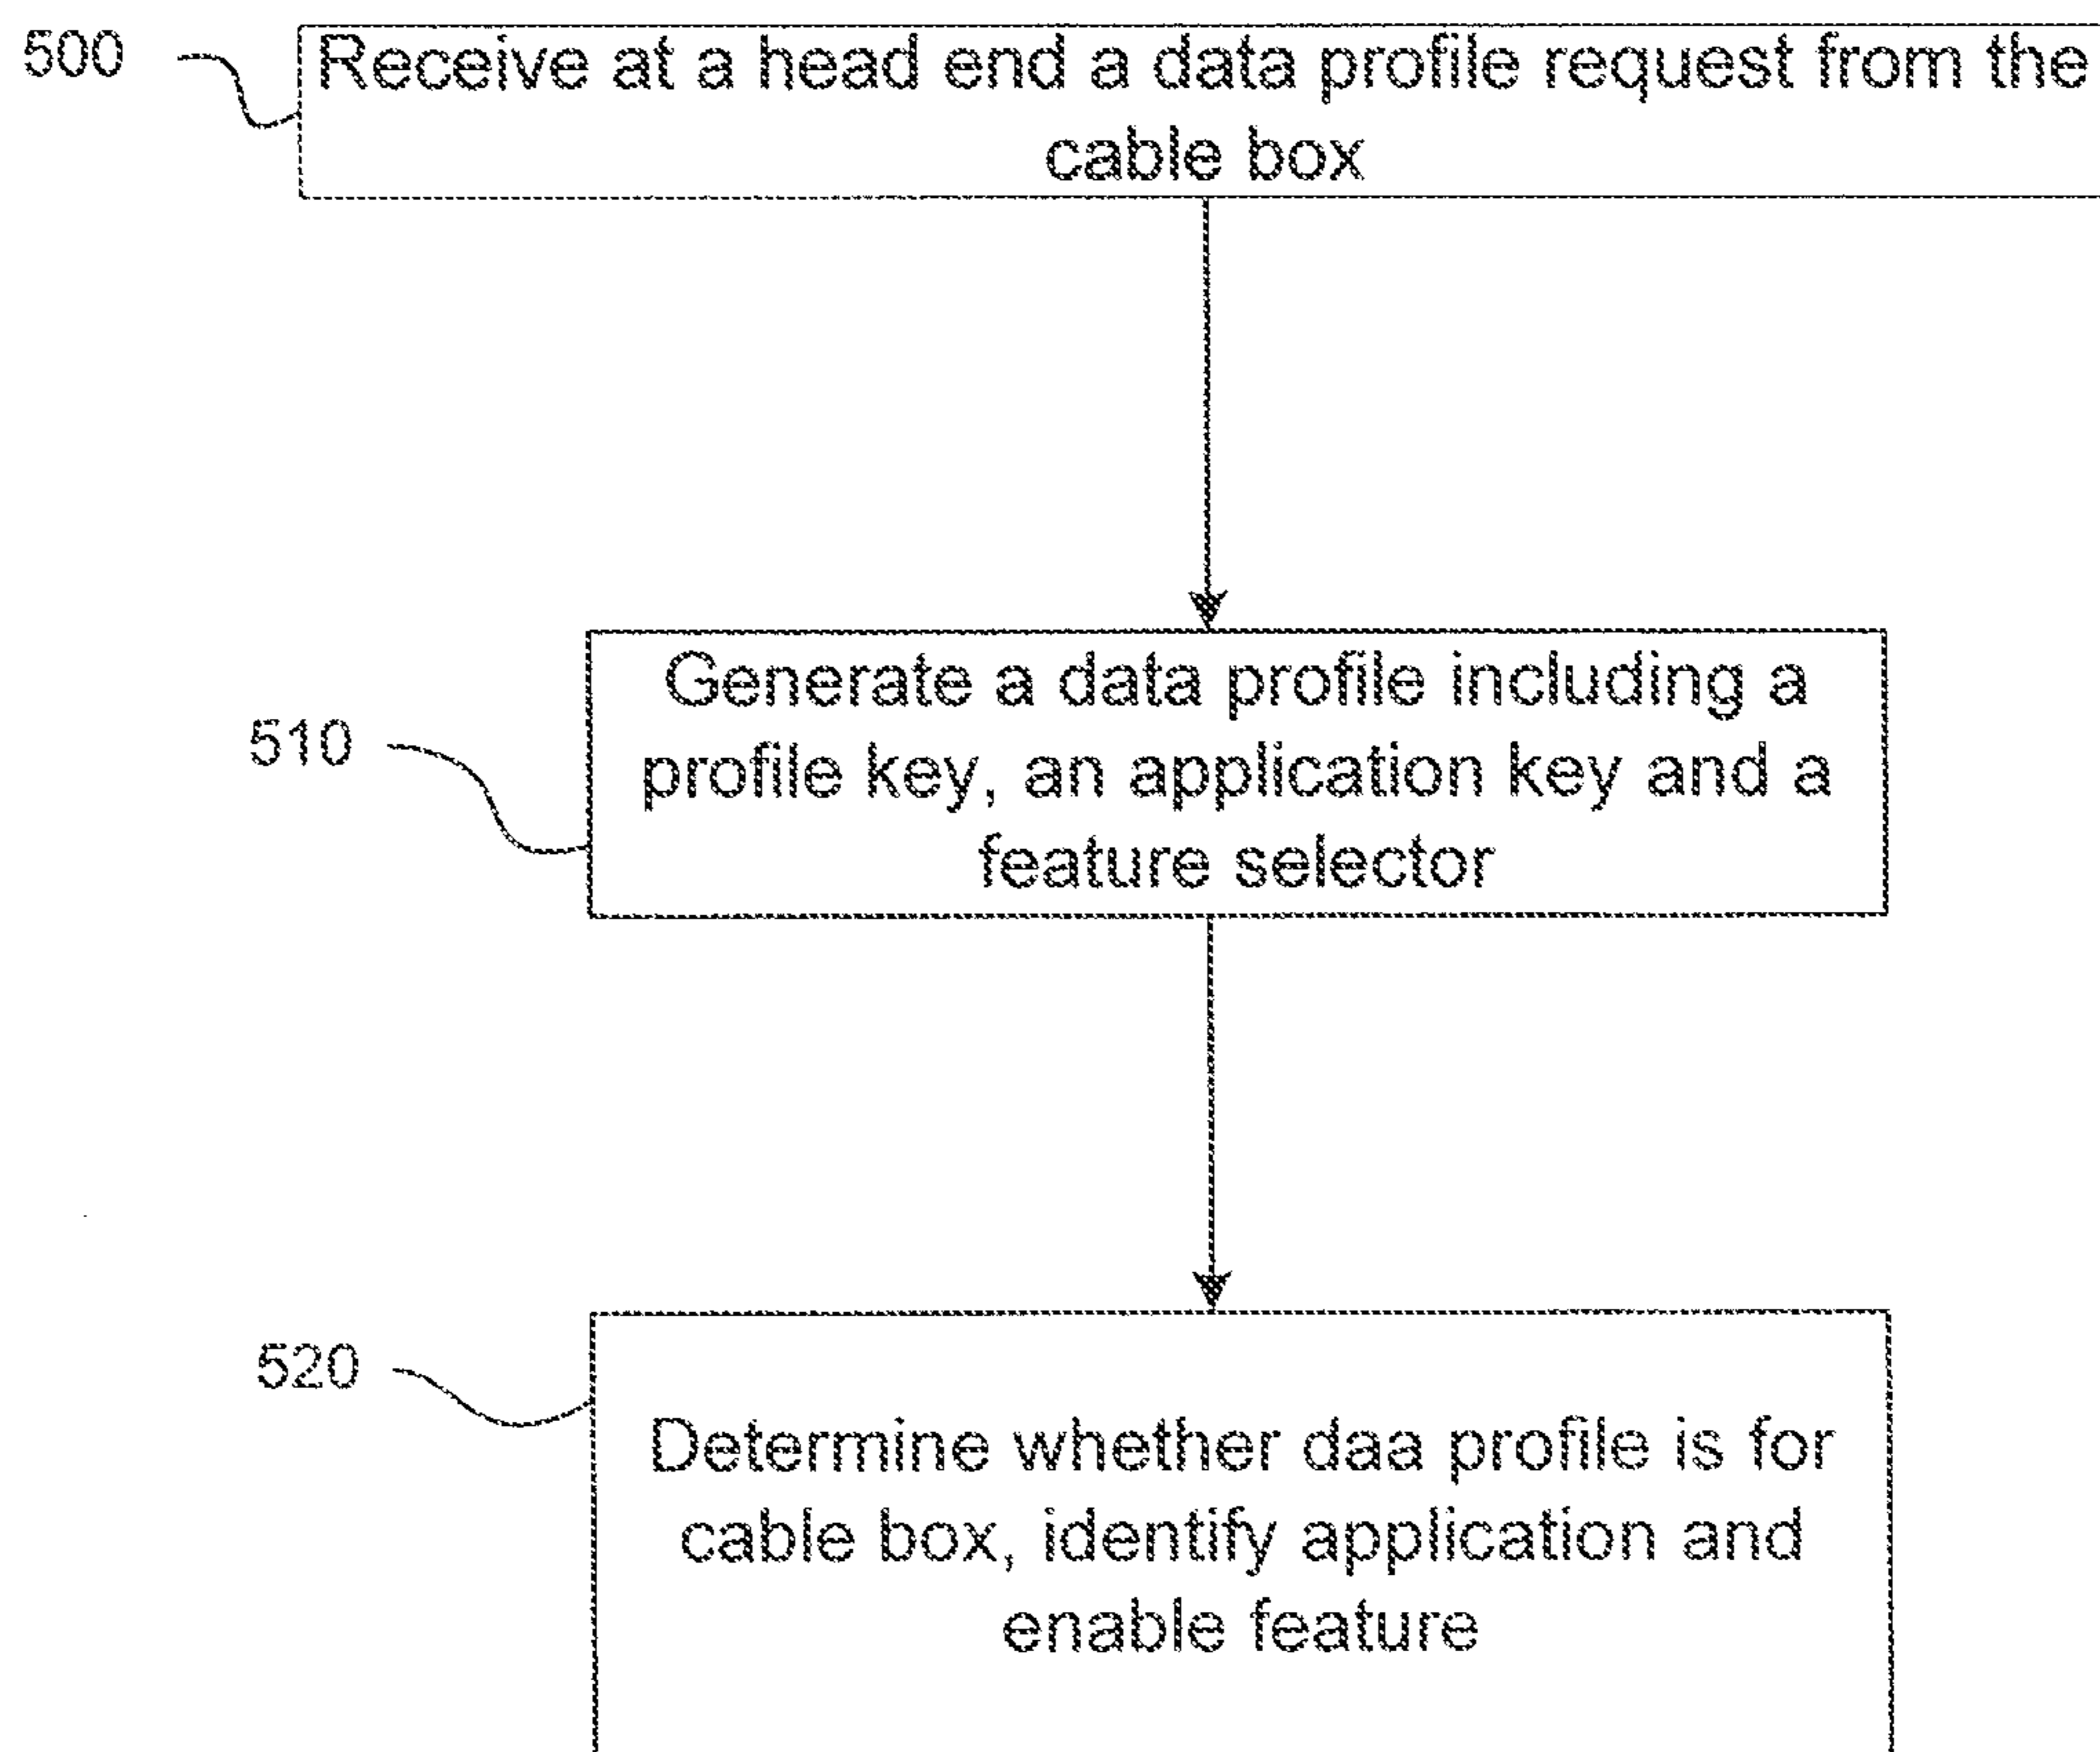 500
Receive at a head end a data profile request from the
cable box
510
Generate a data profile including a
profile key, an application key and a
feature selector
520
Determine whether daa profile is for
cable box, identify application and
enable feature